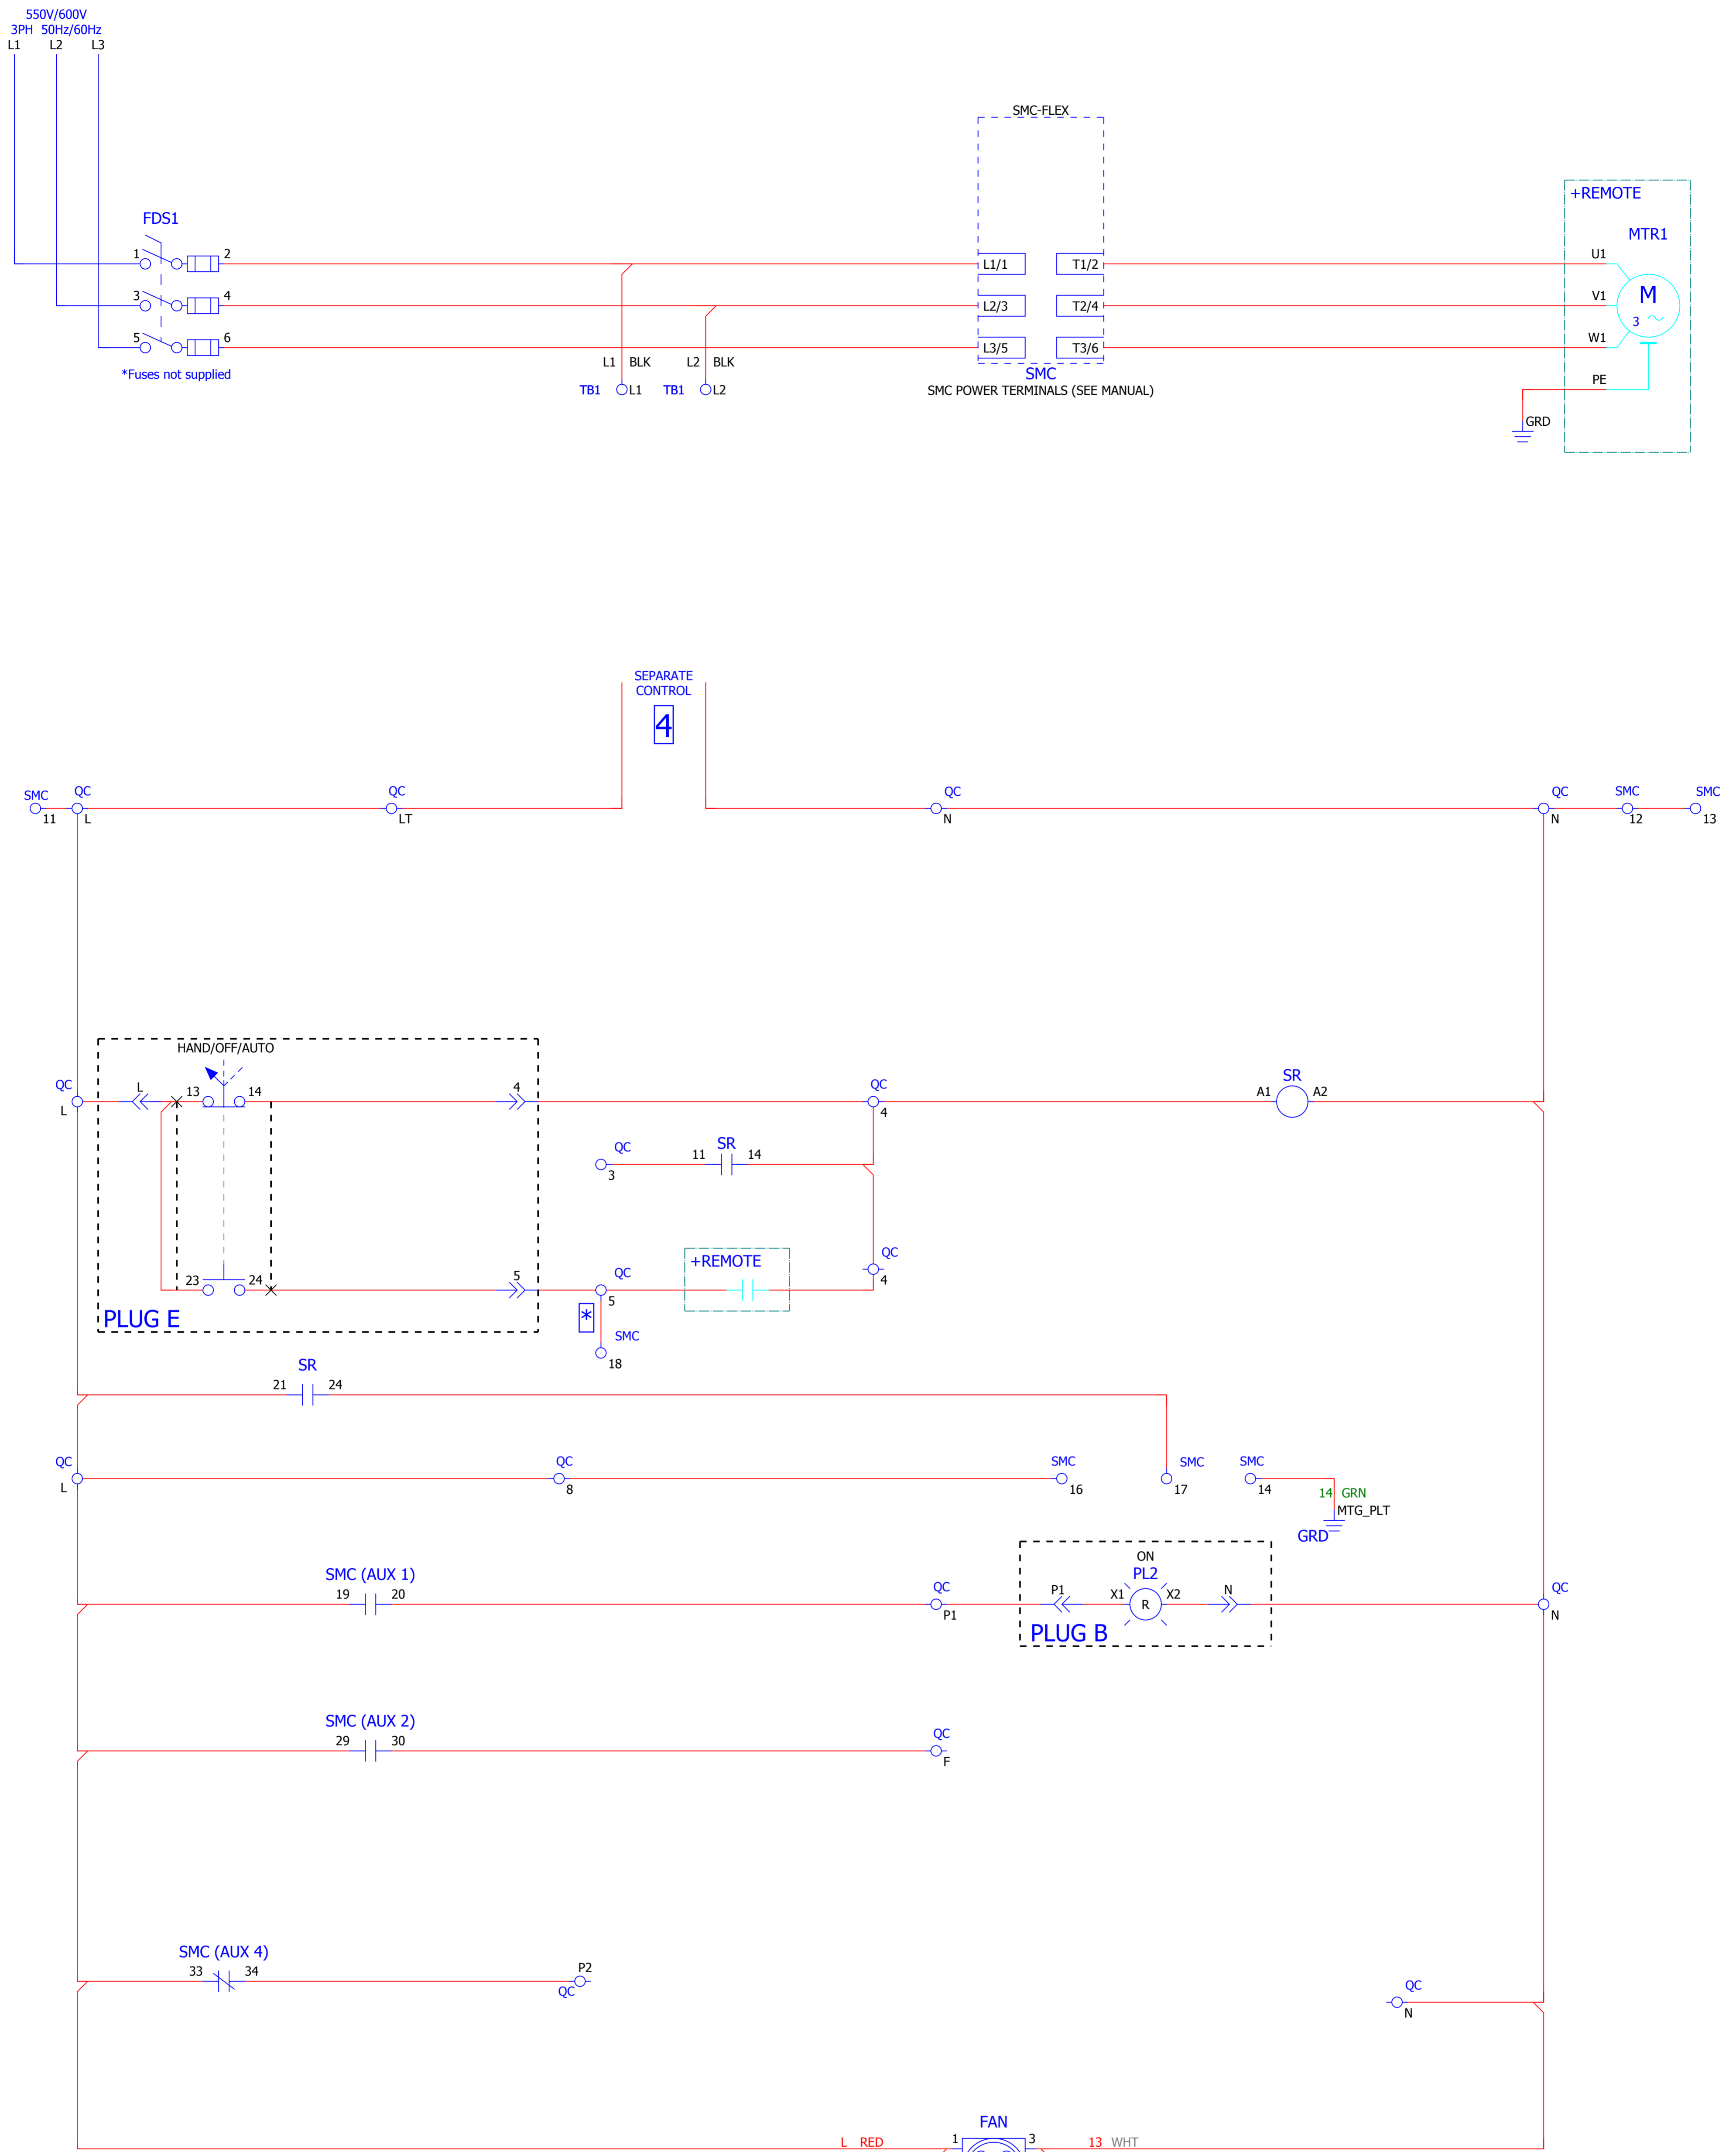 550V/600V
3PH 50Hz/60Hz
L1 L2 L3
SMC-FLEX
+REMOTE
FDS1
MTR1
1 2 L1/1 T1/2 U1
3 4 L2/3 T2/4 V1 M
3
5 6 L3/5 T3/6 W1
*Fuses not supplied
L1 BLK L2 BLK
SMC
PE
TB1 L1 TB1 L2
SMC POWER TERMINALS (SEE MANUAL)
GRD
SEPARATE
CONTROL
4
SMC QC QC QC QC SMC SMC
11 L LT N N 12 13
HAND/OFF/AUTO
QC L 13 14 4 QC SR
L 4 A1 A2
QC SR
3 11 14
+REMOTE QC
4
23 24 5 QC
5
PLUG E
*
SMC
18
SR
21 24
QC QC SMC SMC SMC
L 8 16 17 14
14 GRN
MTG_PLT
GRD
ON
SMC (AUX 1) PL2
19 20 QC P1 X1 R X2 N QC
P1 N
PLUG B
SMC (AUX 2)
29 30 QC
F
SMC (AUX 4)
33 34 P2
QC
QC
N
FAN
L RED 1 3 13 WHT